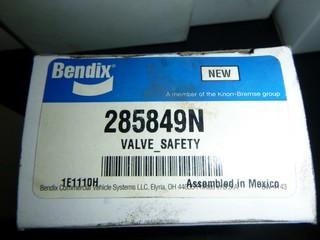 Bendix
NEW
A member of the Knorr-Bremse group
285849N
VALVE_SAFETY
1E1110H
Assembled in Mexico
Bendix Commercial Vehicle Systems LLC. Elyria, OH